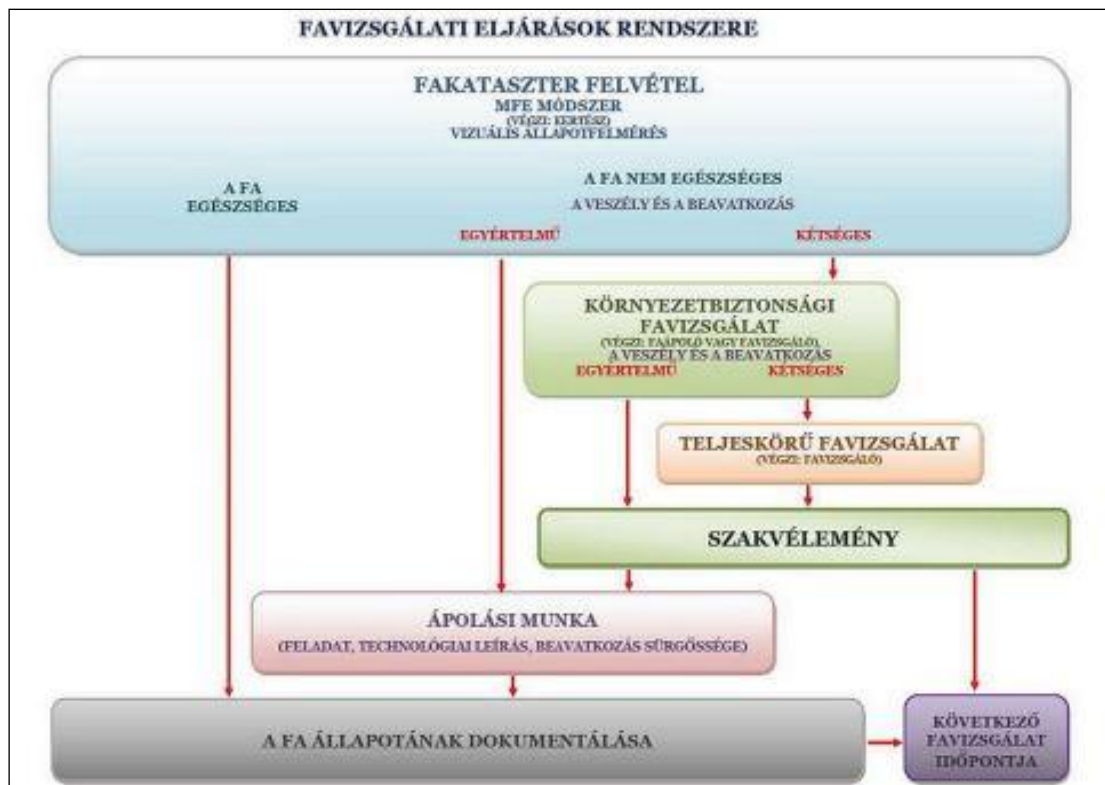 FAVIZSGÁLATI ELJÁRÁSOK RENDSZERE
FAKATASZTER FELVÉTEL
MFE MÓDSZER
(VÉGZI: KERTÉSZ)
VIZUÁLIS ÁLLAPOTFELMÉRÉS
A FA
EGÉSZSÉGES
A FA NEM EGÉSZSÉGES
A VESZÉLY ÉS A BEAVATKOZÁS
EGYÉRTELMŰ
KÉTSÉGES
KÖRNYEZETBIZTONSÁGI
FAVIZSGÁLAT
(VÉGZI: FAÁPOLÓ VAGY FAVIZSGÁLÓ),
A VESZÉLY ÉS A BEAVATKOZÁS
EGYÉRTELMŰ
KÉTSÉGES
TELJESKÖRŰ FAVIZSGÁLAT
(VÉGZI: FAVIZSGÁLÓ)
SZAKVÉLEMÉNY
ÁPOLÁSI MUNKA
(FELADAT, TECHNOLÓGIAI LEÍRÁS, BEAVATKOZÁS SÜRGŐSSÉGE)
A FA ÁLLAPOTÁNAK DOKUMENTÁLÁSA
KÖVETKEZŐ
FAVIZSGÁLAT
IDŐPONTJA